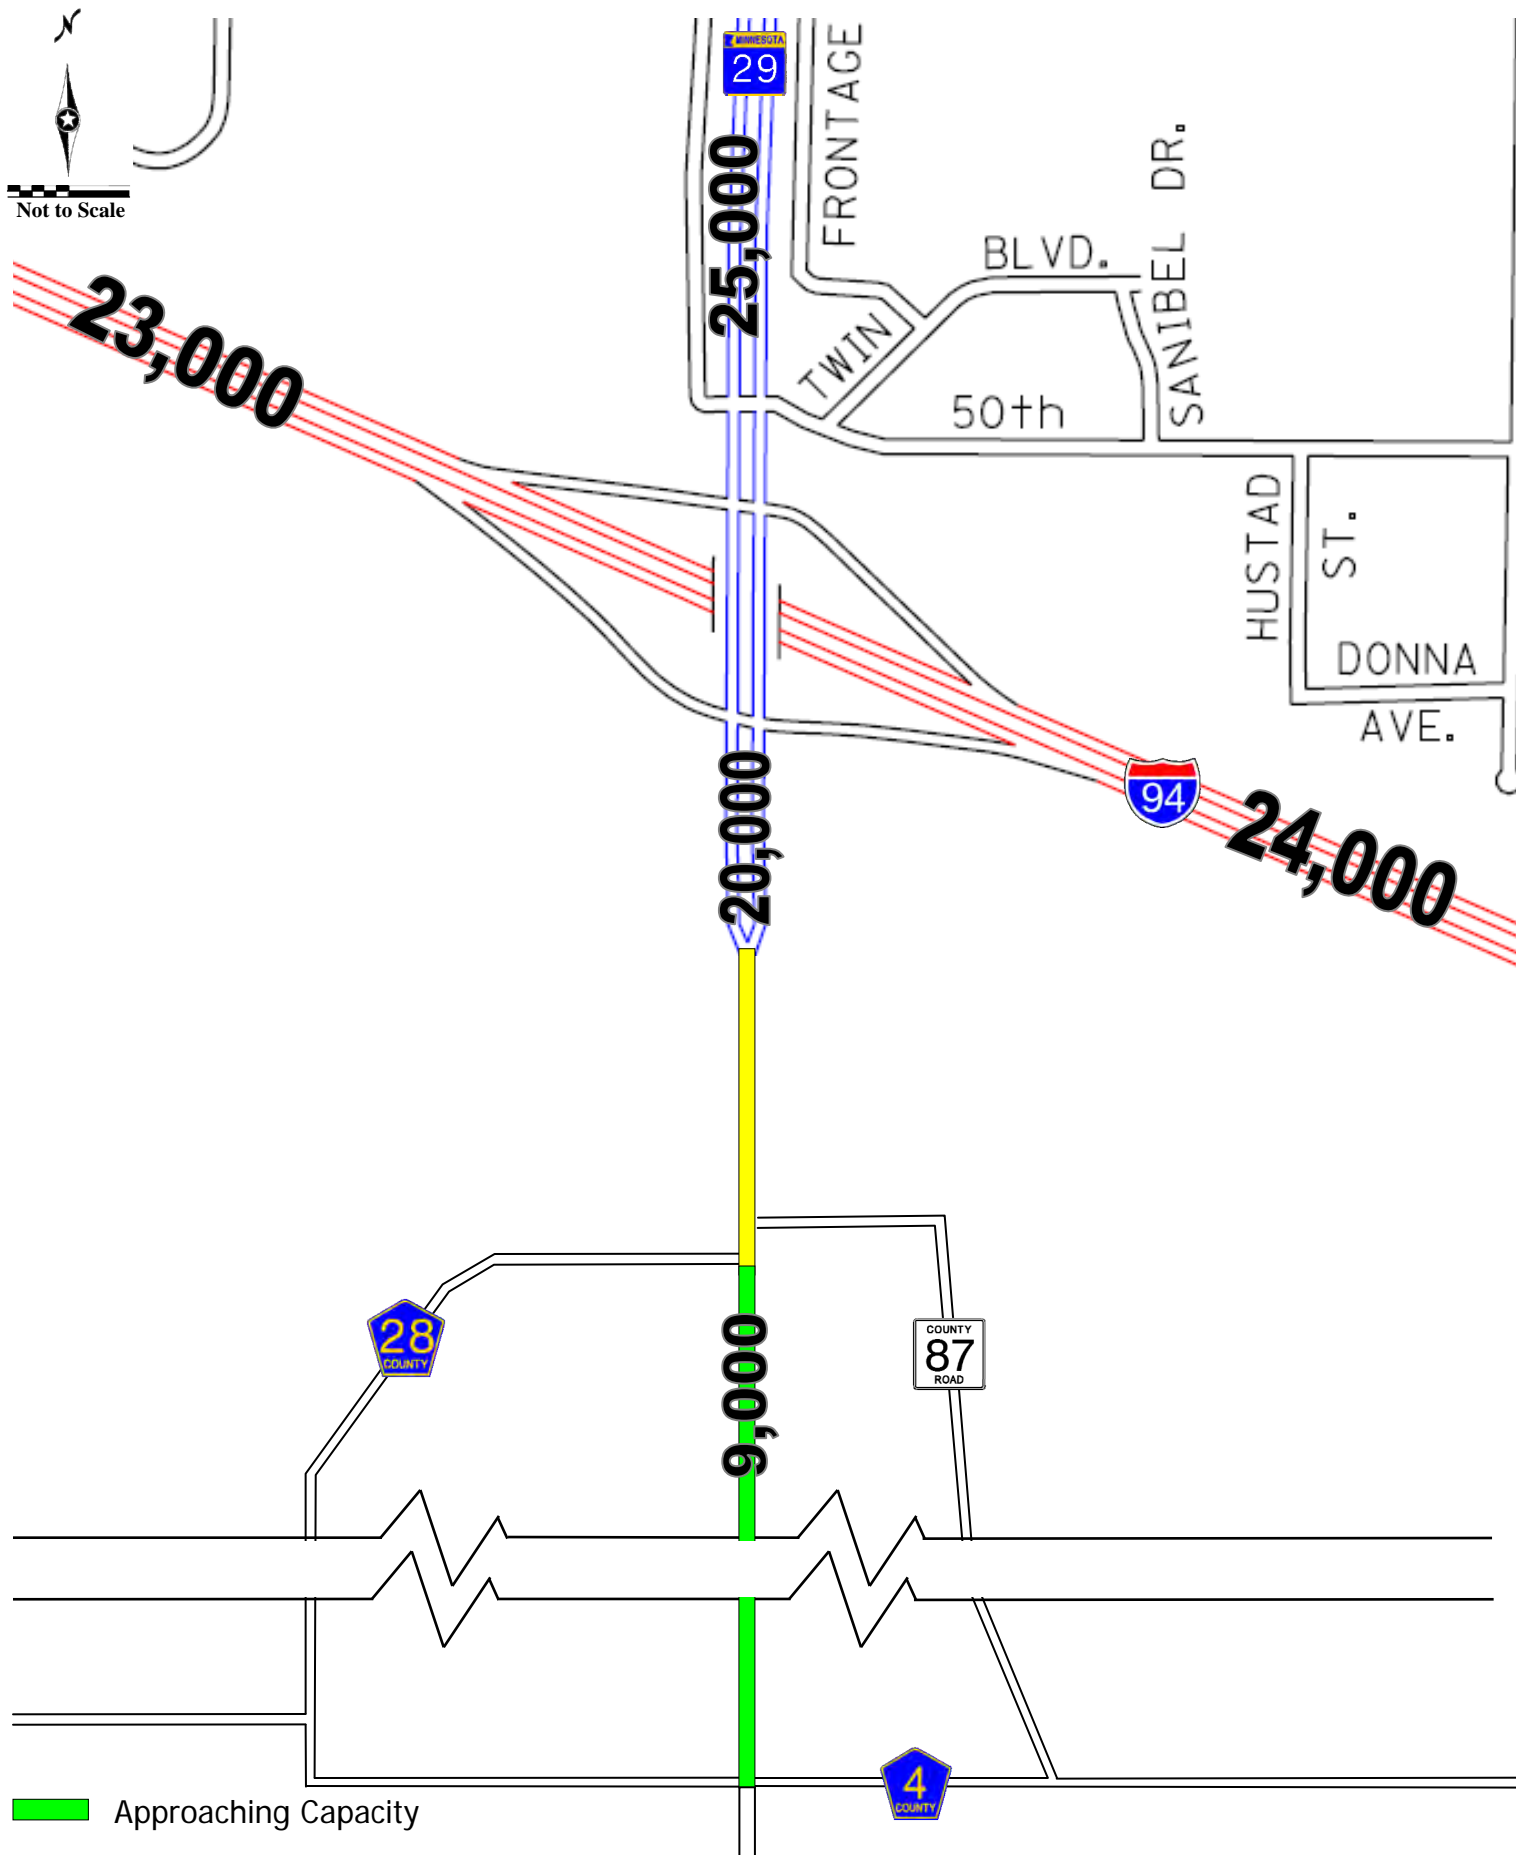 N
Not to Scale
MINNESOTA
29
25,000
FRONTAGE
SANIBEL DR.
BLVD.
TWIN
50th
23,000
HUSTAD
ST.
DONNA
AVE.
20,000
94
24,000
28
COUNTY
9,000
COUNTY
87
ROAD
4
COUNTY
Approaching Capacity